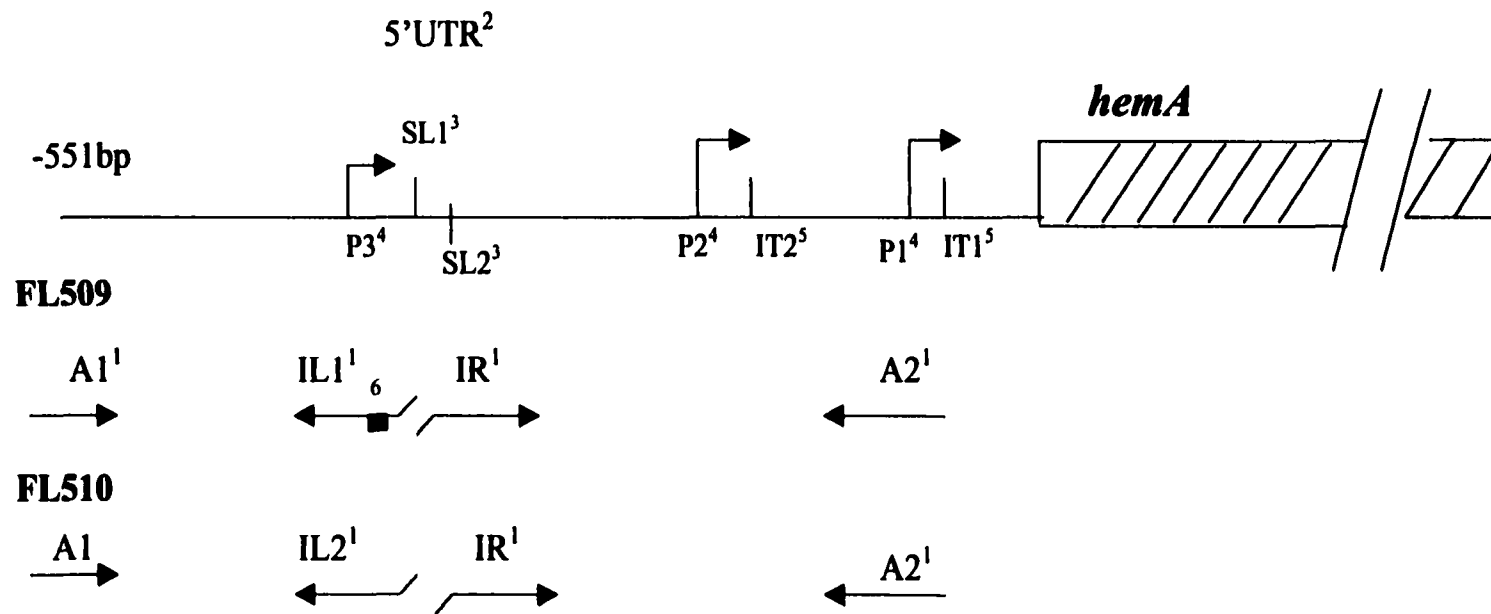 5’UTR²
hemA
SL1³
-551bp
P3⁴ SL2³ P2⁴ IT2⁵ P1⁴ IT1⁵
FL509
A1¹ IL1¹ 6 IR¹ A2¹
FL510
A1 IL2¹ IR¹ A2¹